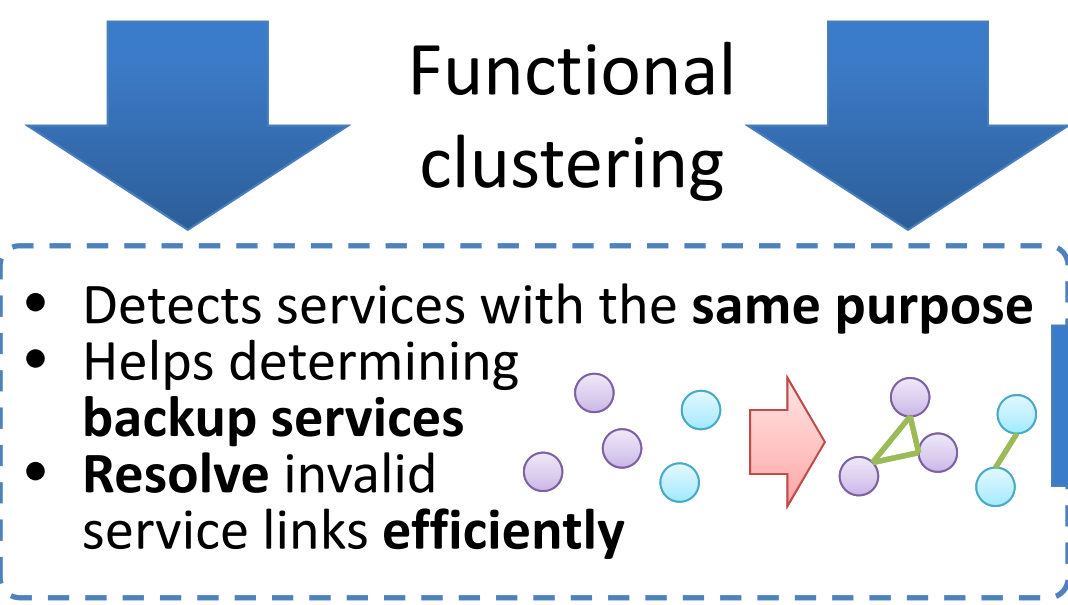 Functional
clustering
• Detects services with the same purpose
• Helps determining
backup services
• Resolve invalid
service links efficiently